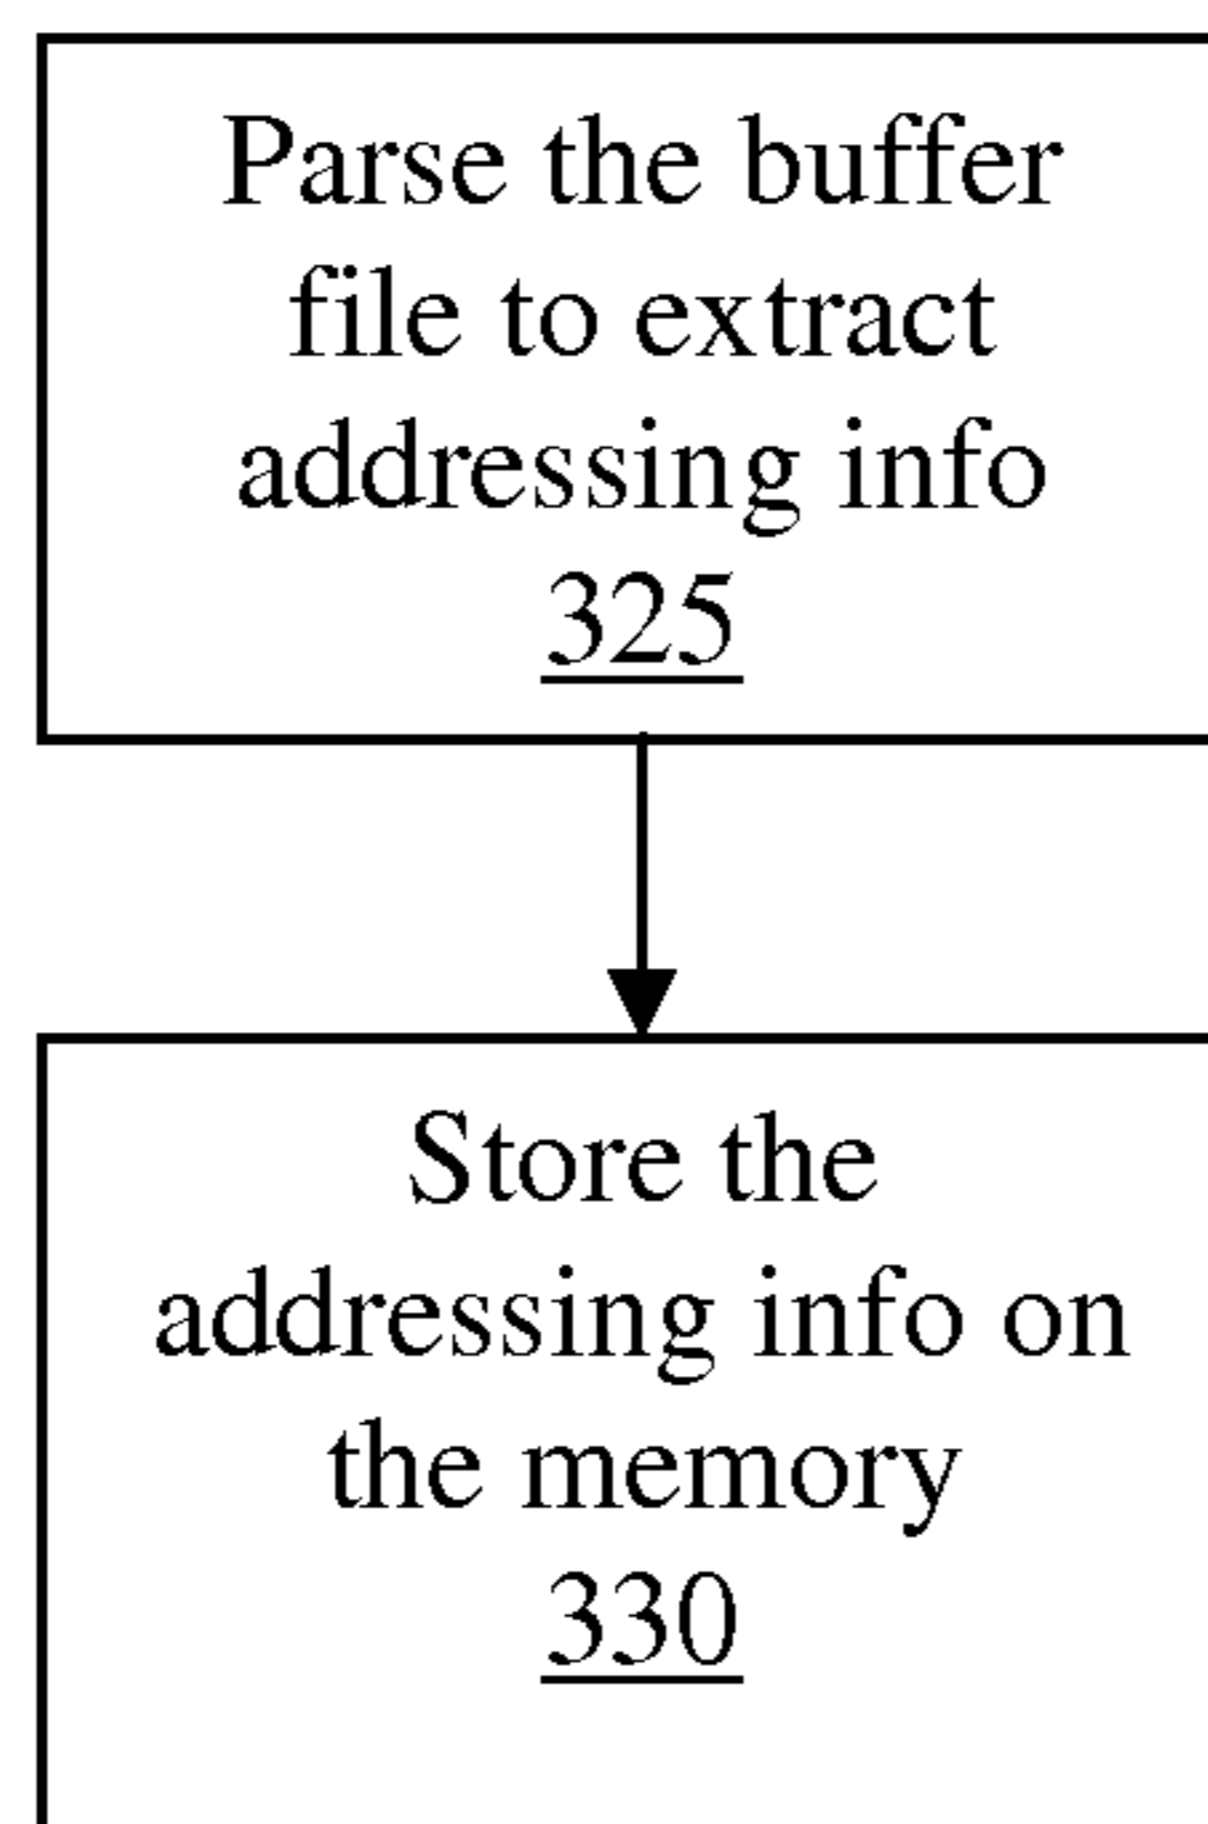 Parse the buffer
file to extract
addressing info
325
Store the
addressing info on
the memory
330